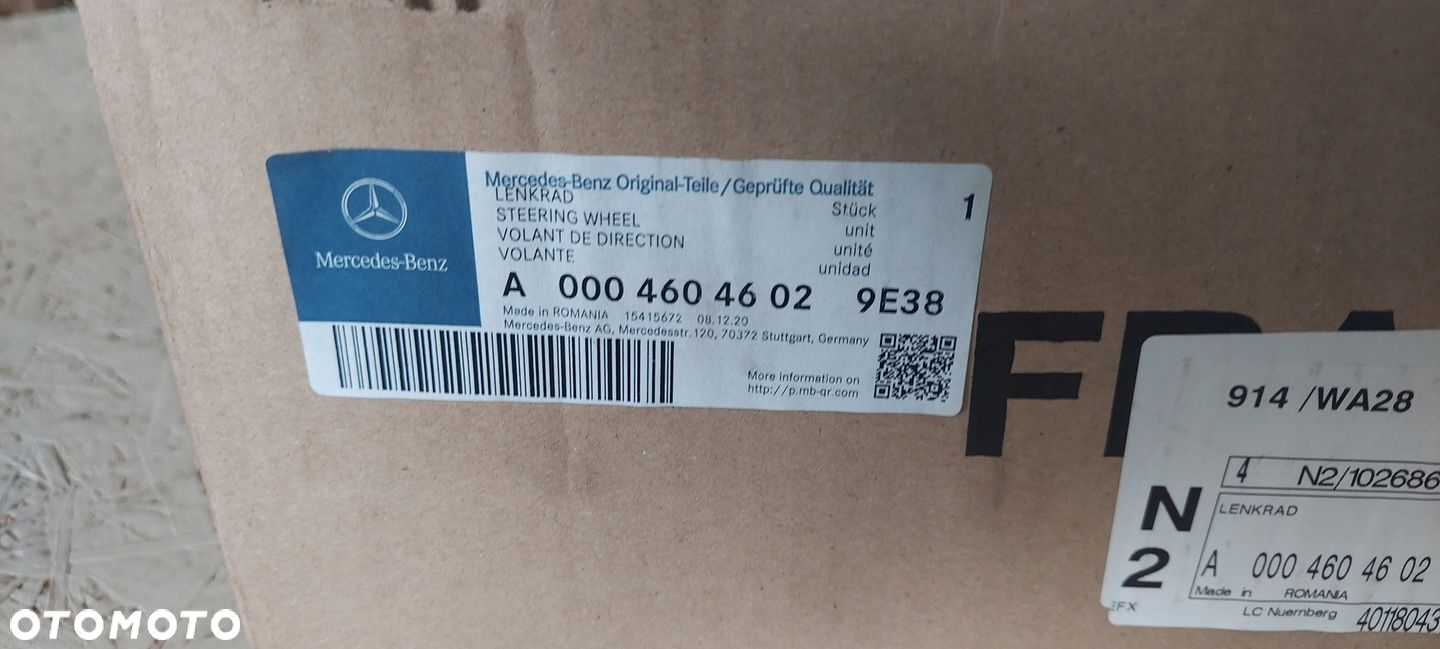 Mercedes-Benz
Mercedes-Benz Original-Teile/Geprüfte Qualität
LENKRAD
STEERING WHEEL
VOLANT DE DIRECTION
VOLANTE
Stück
unit
unité
unidad
1
A 000 460 46 02 9E38
Made in ROMANIA 15415672 08.12.20
Mercedes-Benz AG, Mercedesstr.120, 70372 Stuttgart, Germany
More information on
http://p.mb-qr.com
914 /WA28
4 N2/102686
N
2
LENKRAD
A 000 460 46 02
Made in ROMANIA
LC Nuernberg 40118043
OTOMOTO